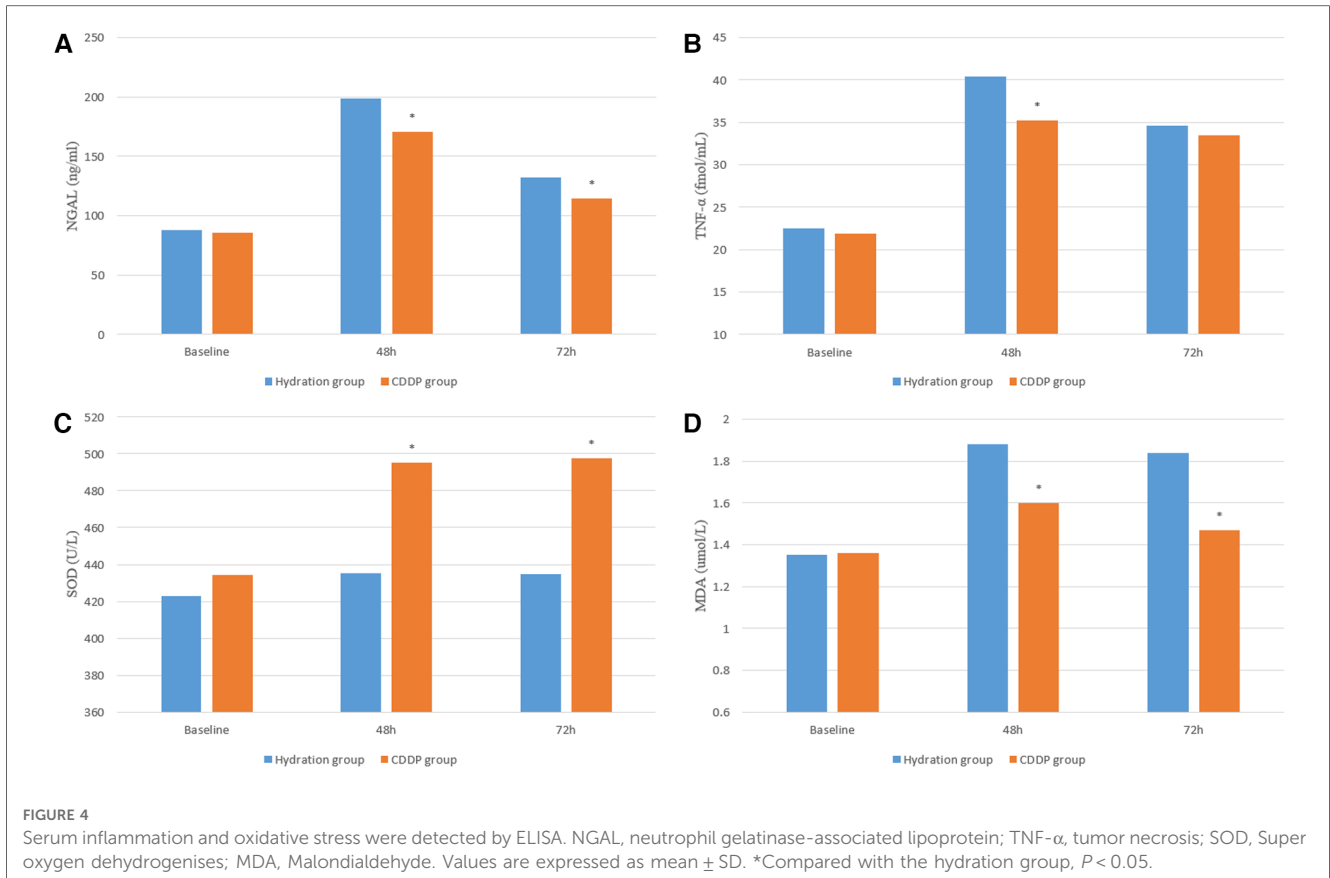 A
250
200
150
100
50
0
NGAL (ng/ml)
*
*
Baseline
48h
72h
Hydration group
CDDP group
B
45
40
35
30
25
20
15
10
TNF-α (fmol/mL)
*
Baseline
48h
72h
Hydration group
CDDP group
C
520
500
480
460
440
420
400
380
360
SOD (U/L)
*
*
Baseline
48h
72h
Hydration group
CDDP group
D
2
1.8
1.6
1.4
1.2
1
0.8
0.6
MDA (umol/L)
*
*
Baseline
48h
72h
Hydration group
CDDP group
FIGURE 4
Serum inflammation and oxidative stress were detected by ELISA. NGAL, neutrophil gelatinase-associated lipoprotein; TNF-α, tumor necrosis; SOD, Super
oxygen dehydrogenises; MDA, Malondialdehyde. Values are expressed as mean ± SD. *Compared with the hydration group, P < 0.05.